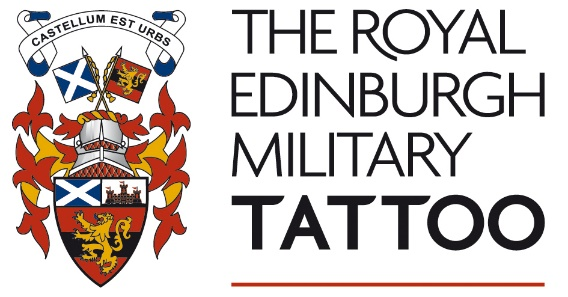 CASTELLUM EST URBS
THE ROYAL
EDINBURGH
MILITARY
TATTOO